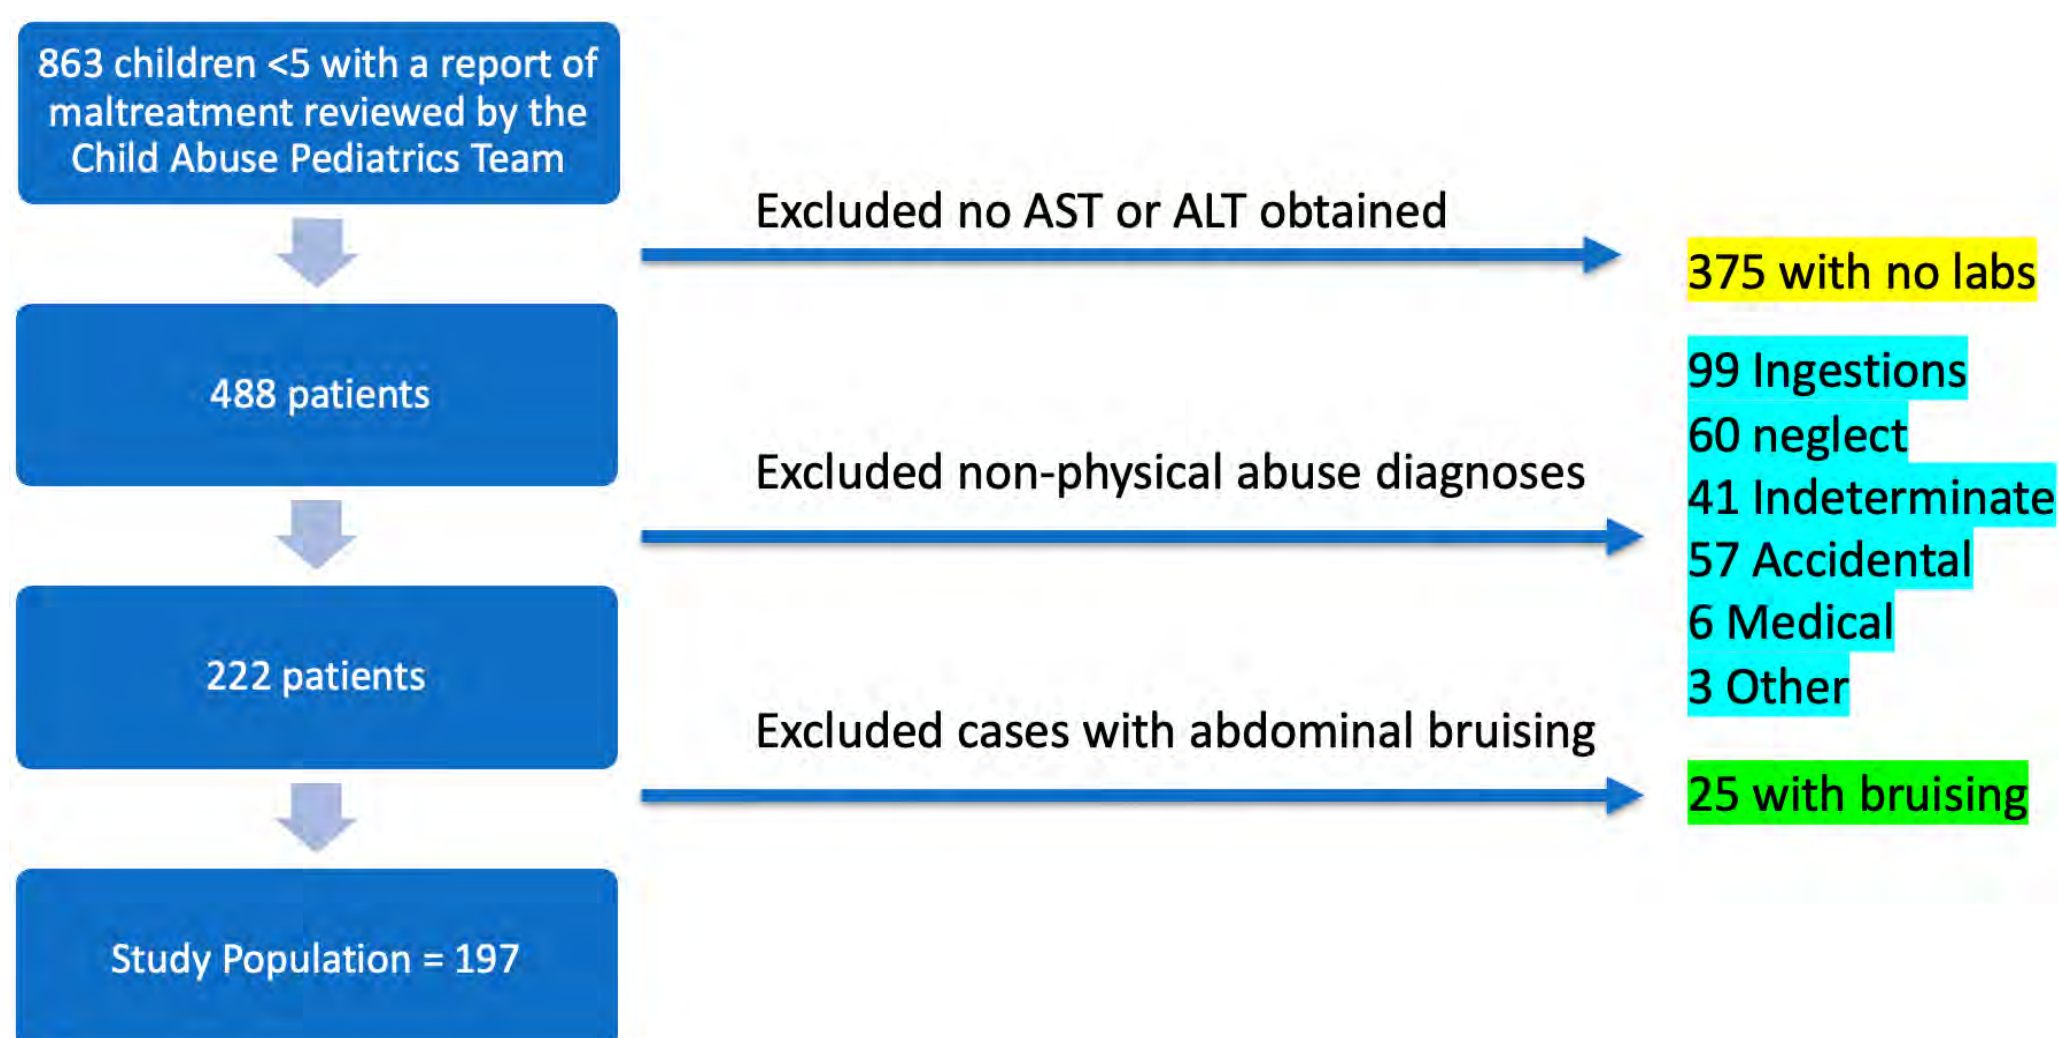 863 children <5 with a report of
maltreatment reviewed by the
Child Abuse Pediatrics Team
Excluded no AST or ALT obtained
375 with no labs
488 patients
Excluded non-physical abuse diagnoses
99 Ingestions
60 neglect
41 Indeterminate
57 Accidental
6 Medical
3 Other
222 patients
Excluded cases with abdominal bruising
25 with bruising
Study Population = 197